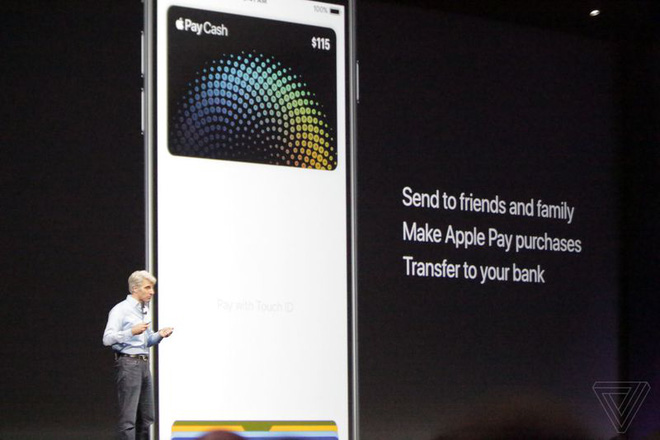 100%
Pay Cash
$115
Send to friends and family
Make Apple Pay purchases
Transfer to your bank
Pay with Touch ID